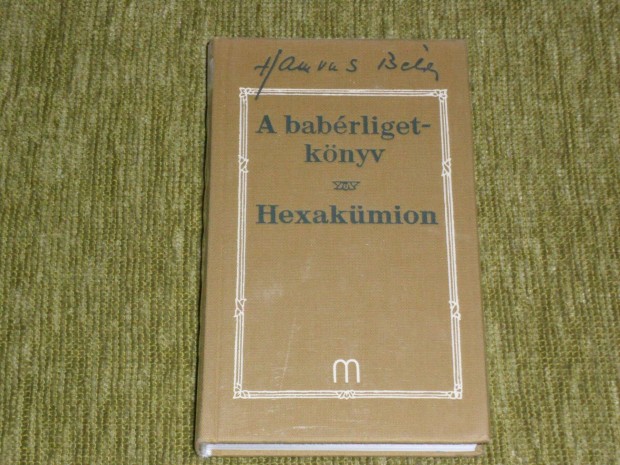 Hamvas Béla
A babérliget-
könyv
Hexakümion
m